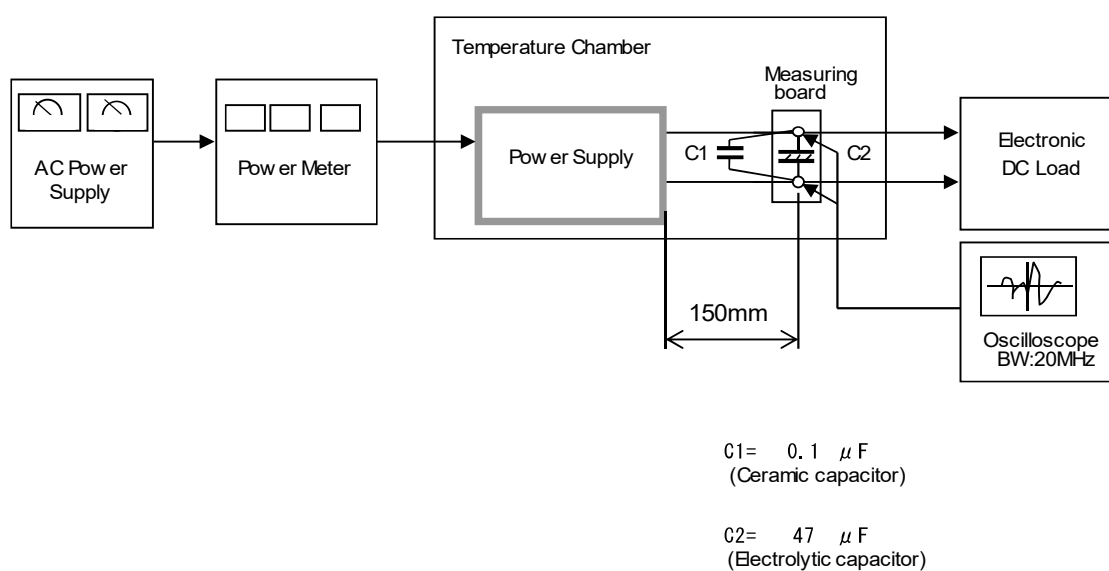 Temperature Chamber
Measuring
board
AC Power
Supply
Power Meter
Power Supply
C1
C2
Electronic
DC Load
150mm
Oscilloscope
BW:20MHz
C1= 0.1 μF
(Ceramic capacitor)
C2= 47 μF
(Electrolytic capacitor)